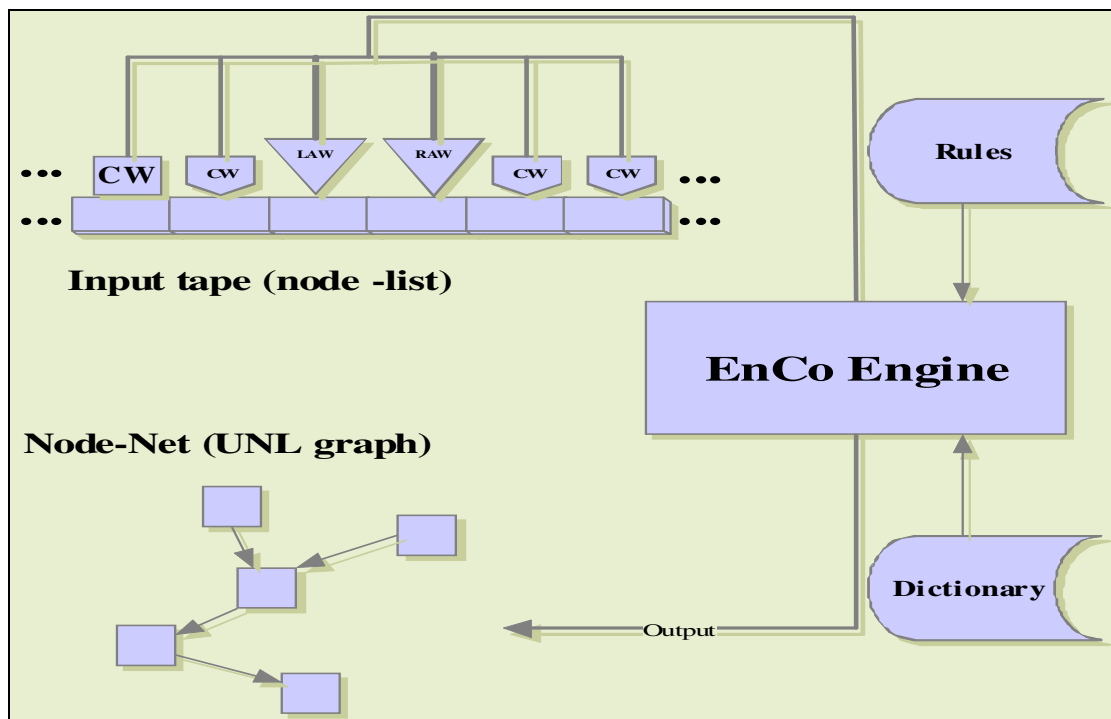 LAW RAW
CW CW CW CW
Rules
Input tape (node -list)
EnCo Engine
Node-Net (UNL graph)
Dictionary
Output